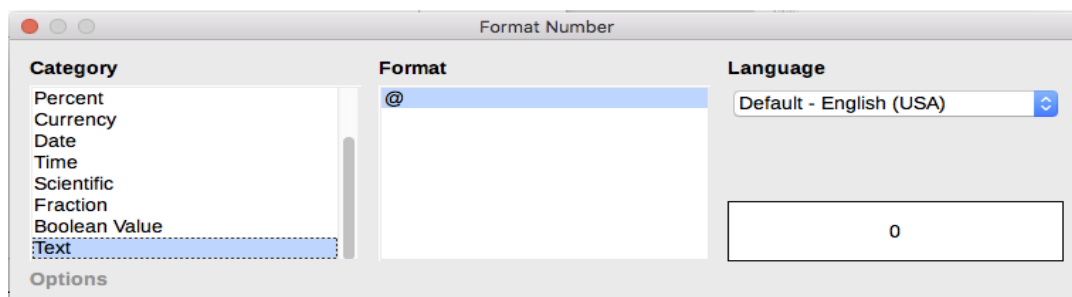 Format Number
Category
Percent
Currency
Date
Time
Scientific
Fraction
Boolean Value
Text
Options
Format
@
Language
Default - English (USA)
0